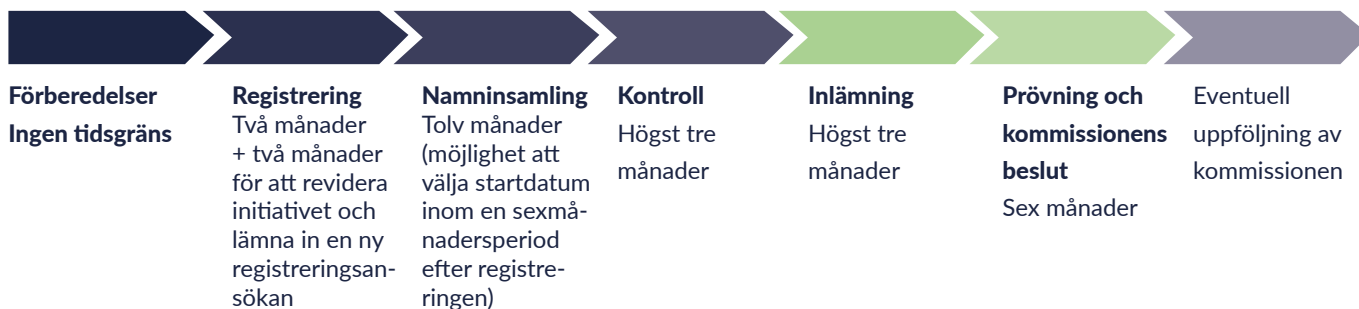 Förberedelser
Ingen tidsgräns
Registrering
Två månader
+ två månader
för att revidera
initiativet och
lämna in en ny
registreringsan-
sökan
Namninsamling
Tolv månader
(möjlighet att
välja startdatum
inom en sexmå-
nadersperiod
efter registre-
ringen)
Kontroll
Högst tre
månader
Inlämning
Högst tre
månader
Prövning och
kommissionens
beslut
Sex månader
Eventuell
uppföljning av
kommissionen